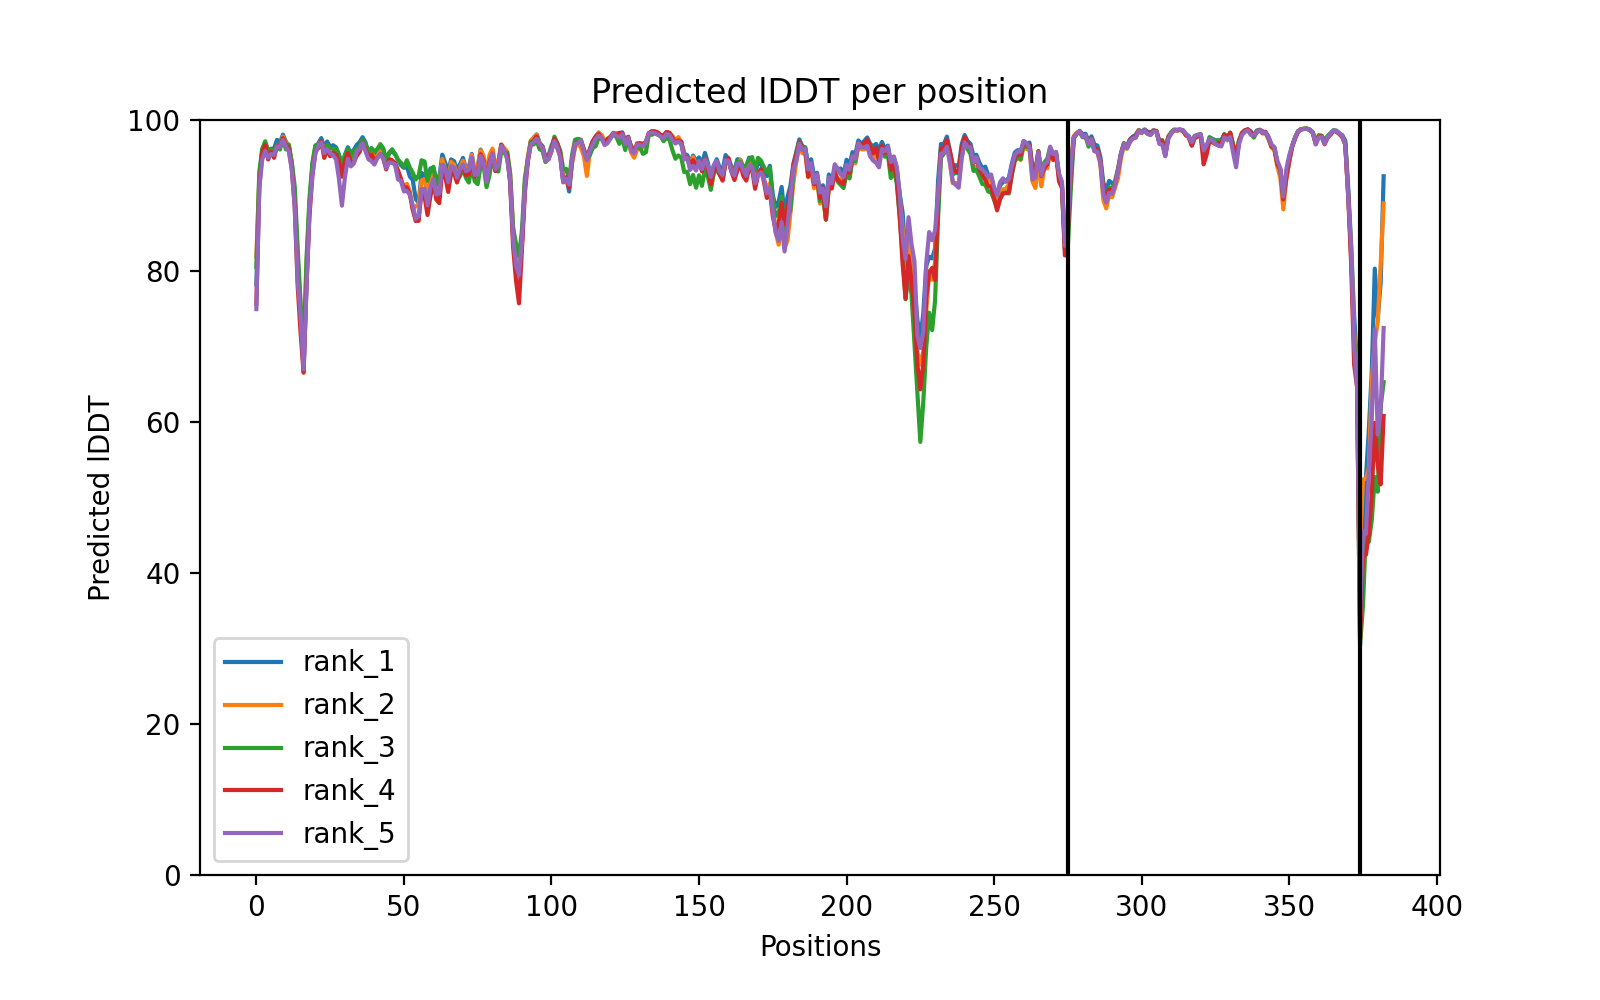 Predicted lDDT per position
100
80
60
40
20
0
Predicted lDDT
rank_1
rank_2
rank_3
rank_4
rank_5
0 50 100 150 200 250 300 350 400
Positions